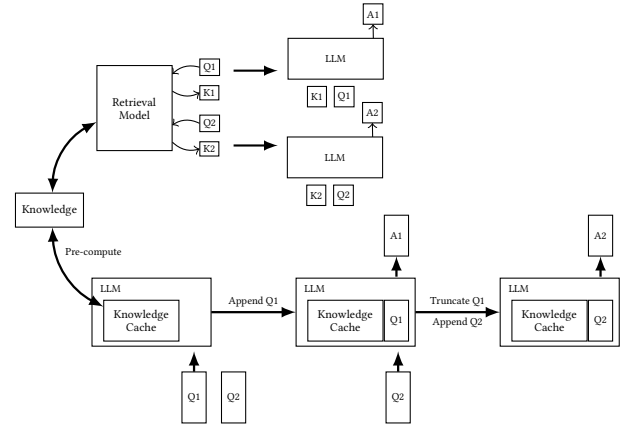 A1
Q1
LLM
Retrieval
Model
K1
K1
Q1
A2
Q2
K2
LLM
K2
Q2
Knowledge
A1
A2
Pre-compute
LLM
Knowledge
Cache
Append Q1
LLM
Knowledge
Cache
Q1
Truncate Q1
Append Q2
LLM
Knowledge
Cache
Q2
Q1
Q2
Q2